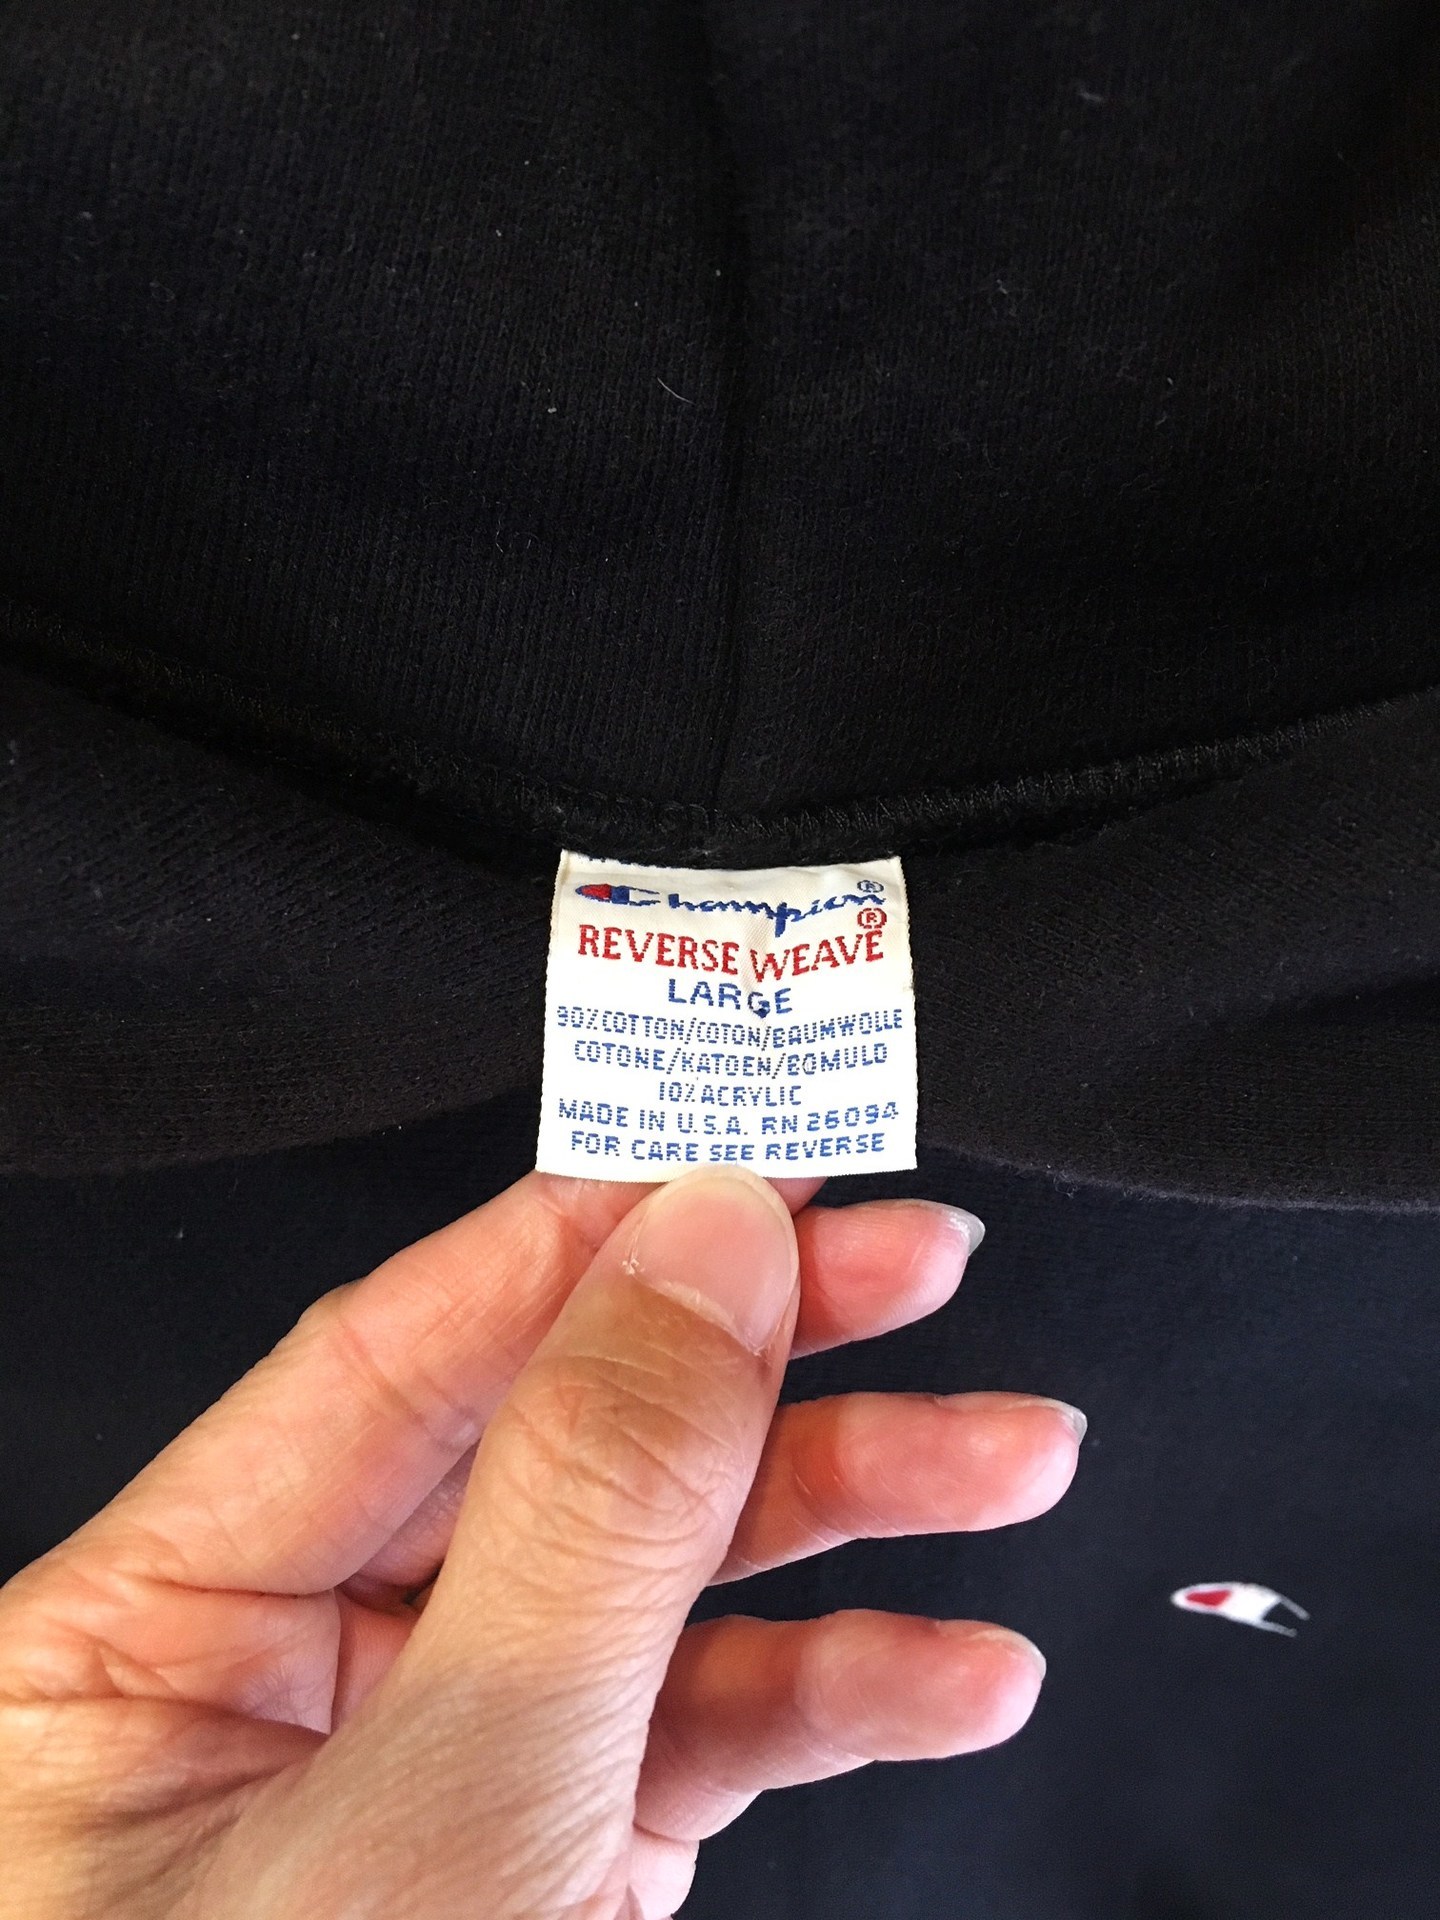 Champion®
REVERSE WEAVE®
LARGE
90% COTTON/COTON/BAUMWOLLE
COTONE/KATOEN/BOMULD
10% ACRYLIC
MADE IN U.S.A. RN 26094
FOR CARE SEE REVERSE